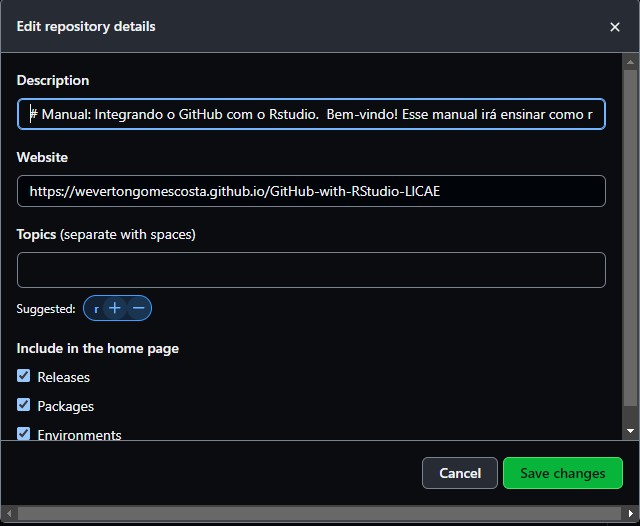 Edit repository details
Description
# Manual: Integrando o GitHub com o Rstudio.  Bem-vindo! Esse manual irá ensinar como r
Website
https://wevertongomescosta.github.io/GitHub-with-RStudio-LICAE
Topics (separate with spaces)
Suggested: r
Include in the home page
Releases
Packages
Environments
Cancel Save changes